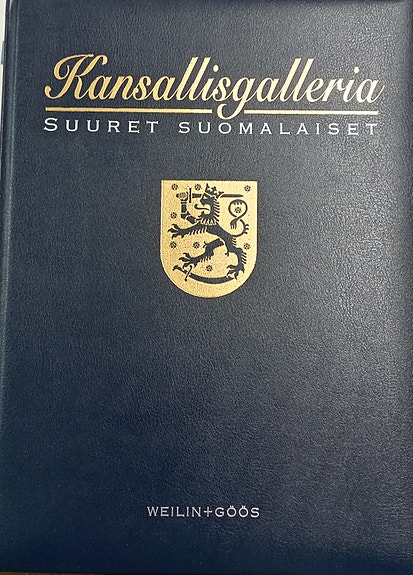 Kansallisgalleria
SUURET SUOMALAISET
WEILIN+GÖÖS